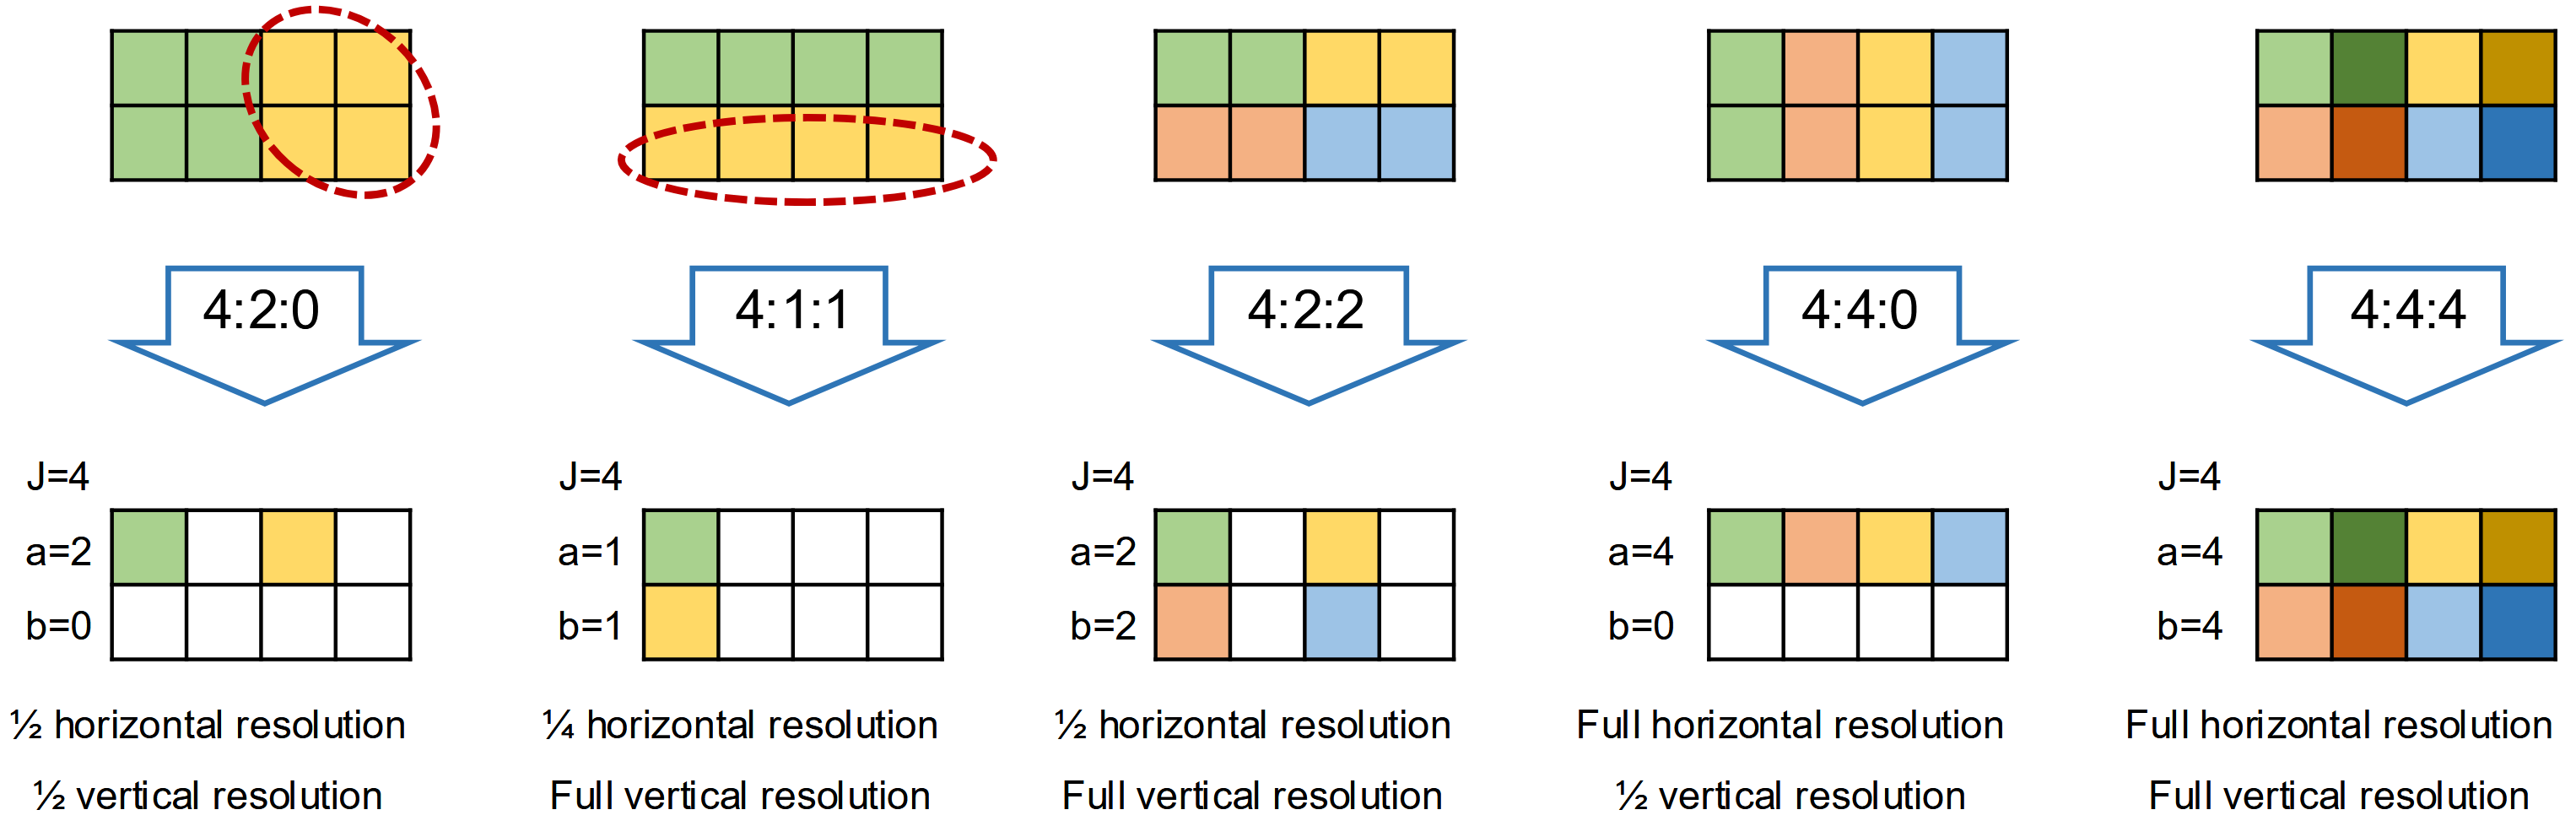 4:2:0
4:1:1
4:2:2
4:4:0
4:4:4
J=4
a=2
b=0
½ horizontal resolution
½ vertical resolution
J=4
a=1
b=1
¼ horizontal resolution
Full vertical resolution
J=4
a=2
b=2
½ horizontal resolution
Full vertical resolution
J=4
a=4
b=0
Full horizontal resolution
½ vertical resolution
J=4
a=4
b=4
Full horizontal resolution
Full vertical resolution